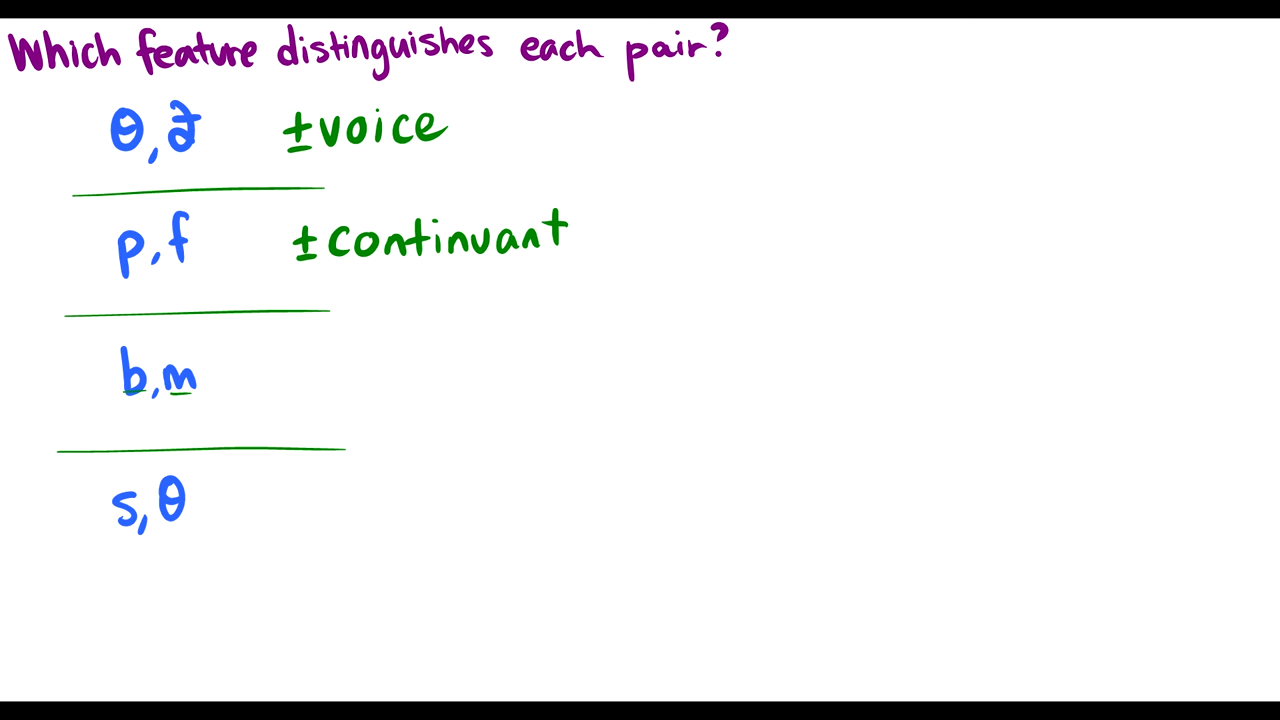 Which feature distinguishes each pair?
θ, ð ±voice
p, f ±continuant
b, m
s, θ